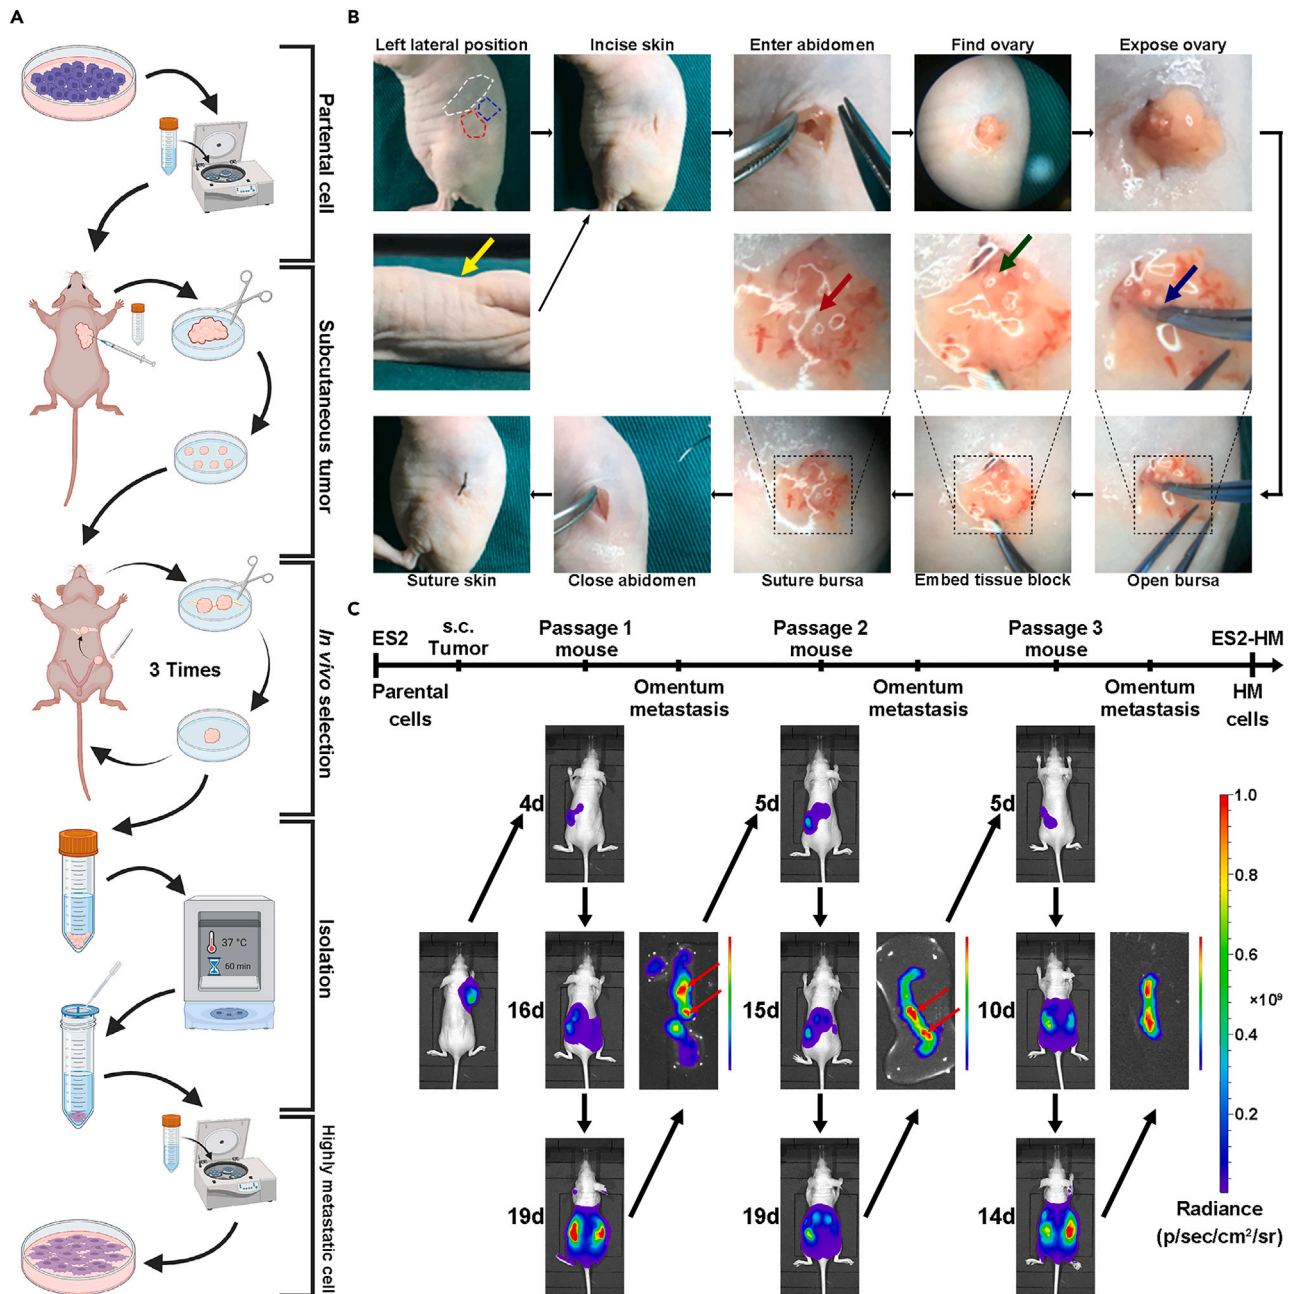 A
Partental cell
Subcutaneous tumor
3 Times
In vivo selection
37 °C
60 min
Isolation
Highly metastatic cell
B
Left lateral position
Incise skin
Enter abidomen
Find ovary
Expose ovary
Suture skin
Close abidomen
Suture bursa
Embed tissue block
Open bursa
C
ES2
s.c.
Tumor
Passage 1
mouse
Passage 2
mouse
Passage 3
mouse
ES2-HM
Parental
cells
Omentum
metastasis
Omentum
metastasis
Omentum
metastasis
HM
cells
4d
5d
5d
16d
15d
10d
19d
19d
14d
1.0
0.8
0.6
×10⁹
0.4
0.2
Radiance
(p/sec/cm²/sr)